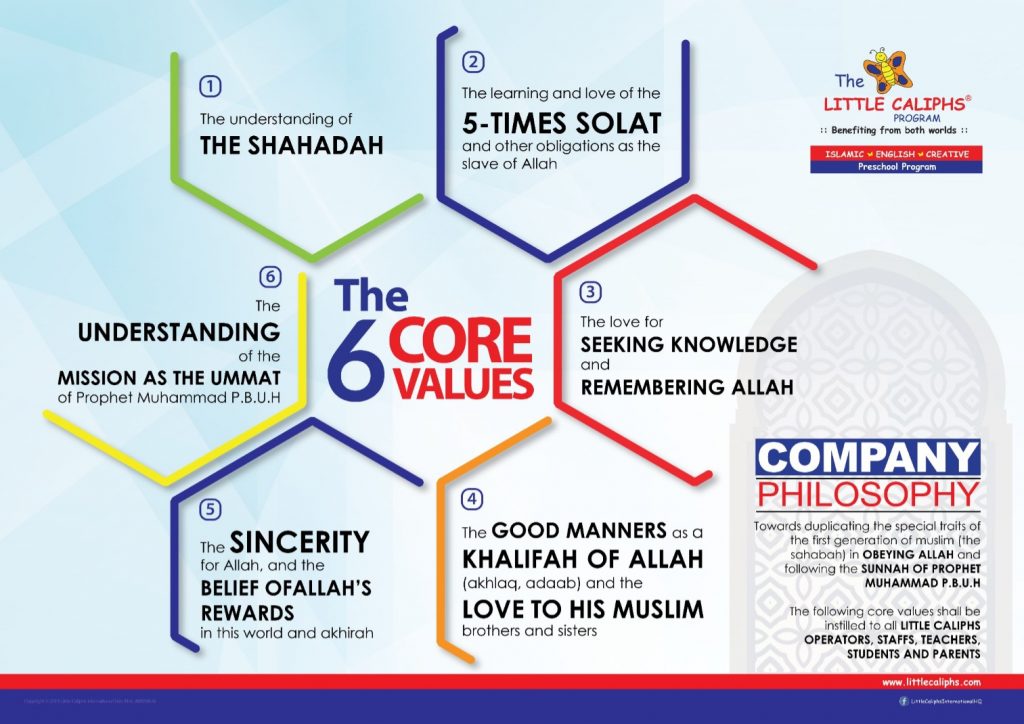 1
The understanding of
THE SHAHADAH
2
The learning and love of the
5-TIMES SOLAT
and other obligations as the
slave of Allah
The
LITTLE CALIPHS®
PROGRAM
:: Benefiting from both worlds ::
ISLAMIC ENGLISH CREATIVE
Preschool Program
The
6 CORE
VALUES
3
The love for
SEEKING KNOWLEDGE
and
REMEMBERING ALLAH
6
The
UNDERSTANDING
of the
MISSION AS THE UMMAT
of Prophet Muhammad P.B.U.H
5
The SINCERITY
for Allah, and the
BELIEF OFALLAH'S
REWARDS
in this world and akhirah
4
The GOOD MANNERS as a
KHALIFAH OF ALLAH
(akhlaq, adaab) and the
LOVE TO HIS MUSLIM
brothers and sisters
COMPANY
PHILOSOPHY
Towards duplicating the special traits of
the first generation of muslim (the
sahabah) in OBEYING ALLAH and
following the SUNNAH OF PROPHET
MUHAMMAD P.B.U.H
The following core values shall be
instilled to all LITTLE CALIPHS
OPERATORS, STAFFS, TEACHERS,
STUDENTS AND PARENTS
www.littlecaliphs.com
LittleCaliphsInternationalHQ